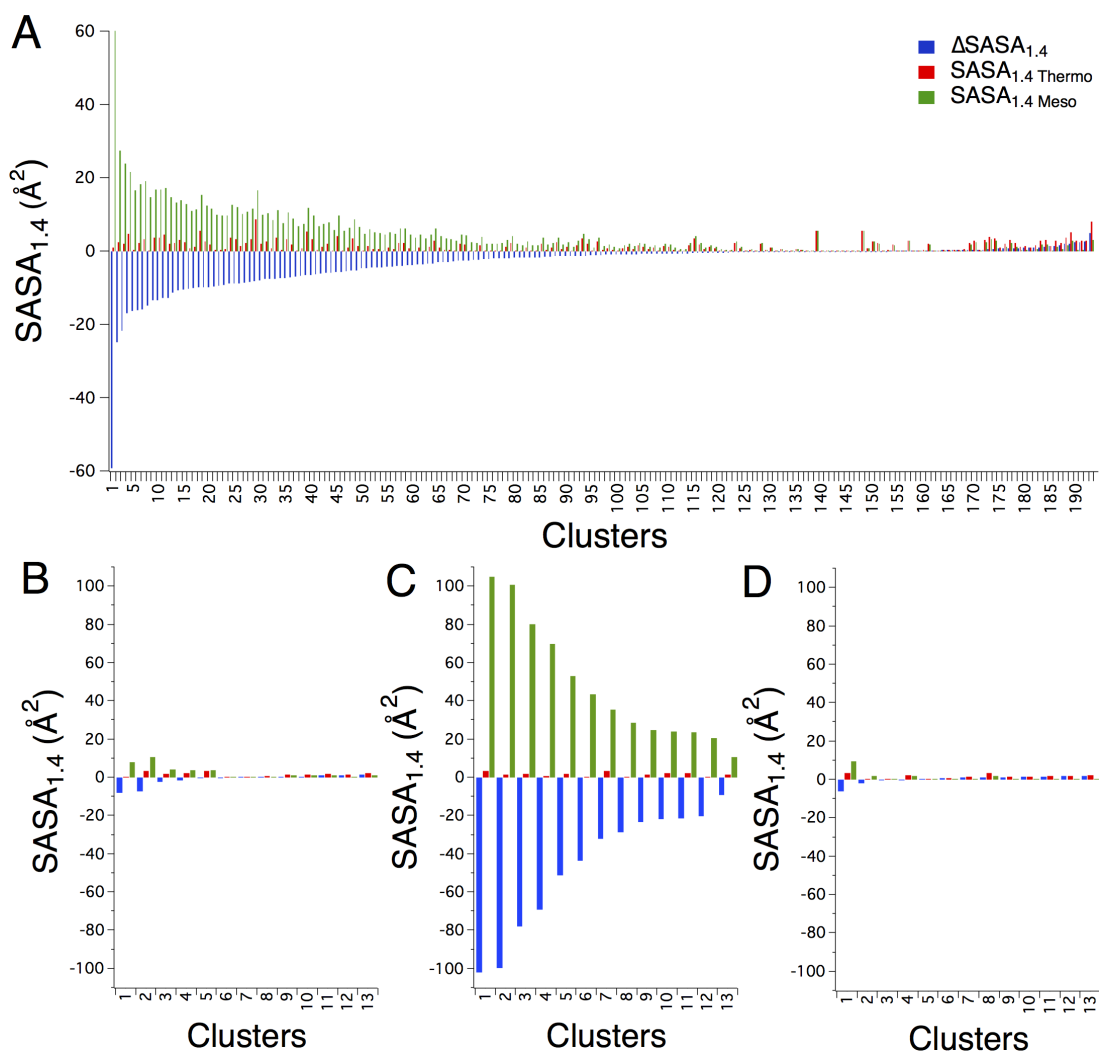 A
SASA1.4 (Å2)
60
40
20
0
-20
-40
-60
ΔSASA1.4
SASA1.4 Thermo
SASA1.4 Meso
1 5 10 15 20 25 30 35 40 45 50 55 60 65 70 75 80 85 90 95 100 105 110 115 120 125 130 135 140 145 150 155 160 165 170 175 180 185 190
Clusters
B
SASA1.4 (Å2)
100
80
60
40
20
0
-20
-40
-60
-80
-100
1 2 3 4 5 6 7 8 9 10 11 12 13
Clusters
C
SASA1.4 (Å2)
100
80
60
40
20
0
-20
-40
-60
-80
-100
1 2 3 4 5 6 7 8 9 10 11 12 13
Clusters
D
SASA1.4 (Å2)
100
80
60
40
20
0
-20
-40
-60
-80
-100
1 2 3 4 5 6 7 8 9 10 11 12 13
Clusters